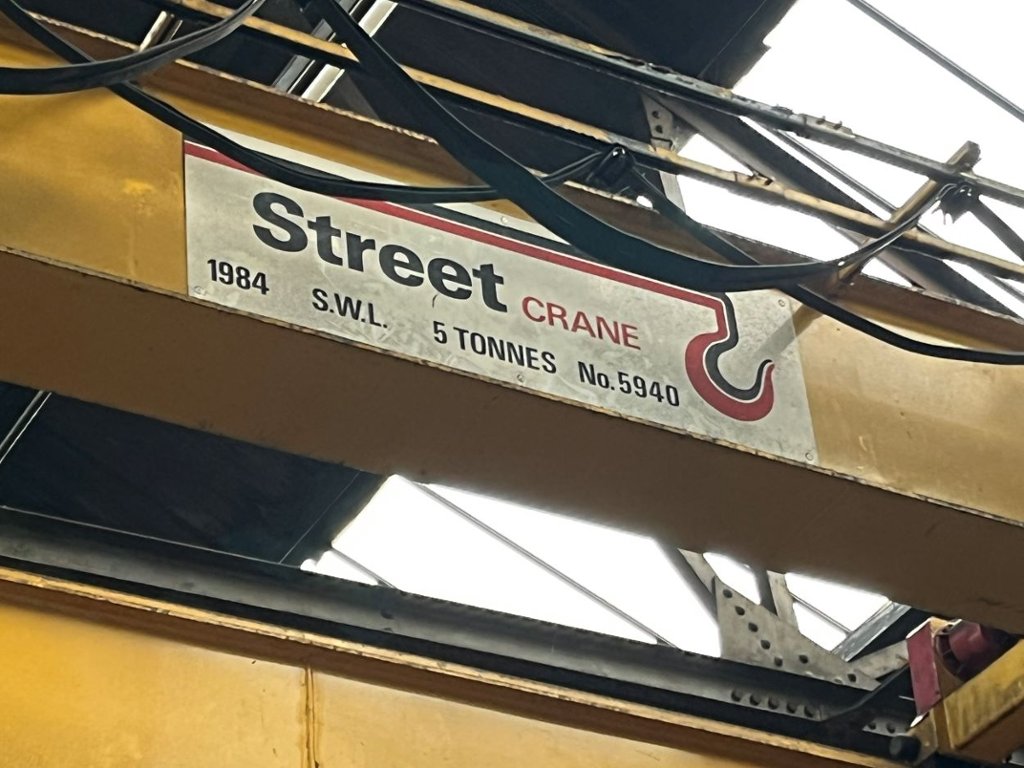 Street CRANE
1984 S.W.L. 5 TONNES No.5940